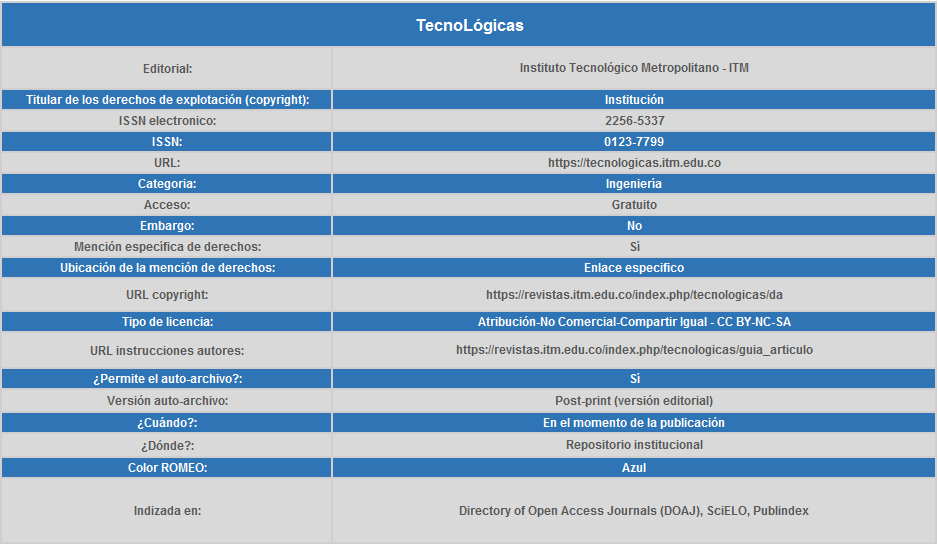 TecnoLógicas
Editorial: Instituto Tecnológico Metropolitano - ITM
Titular de los derechos de explotación (copyright): Institución
ISSN electronico: 2256-5337
ISSN: 0123-7799
URL: https://tecnologicas.itm.edu.co
Categoria: Ingeniería
Acceso: Gratuito
Embargo: No
Mención específica de derechos: Sí
Ubicación de la mención de derechos: Enlace especifico
URL copyright: https://revistas.itm.edu.co/index.php/tecnologicas/da
Tipo de licencia: Atribución-No Comercial-Compartir Igual - CC BY-NC-SA
URL instrucciones autores: https://revistas.itm.edu.co/index.php/tecnologicas/guia_articulo
¿Permite el auto-archivo?: Sí
Versión auto-archivo: Post-print (versión editorial)
¿Cuándo?: En el momento de la publicación
¿Dónde?: Repositorio institucional
Color ROMEO: Azul
Indizada en: Directory of Open Access Journals (DOAJ), SciELO, Publindex